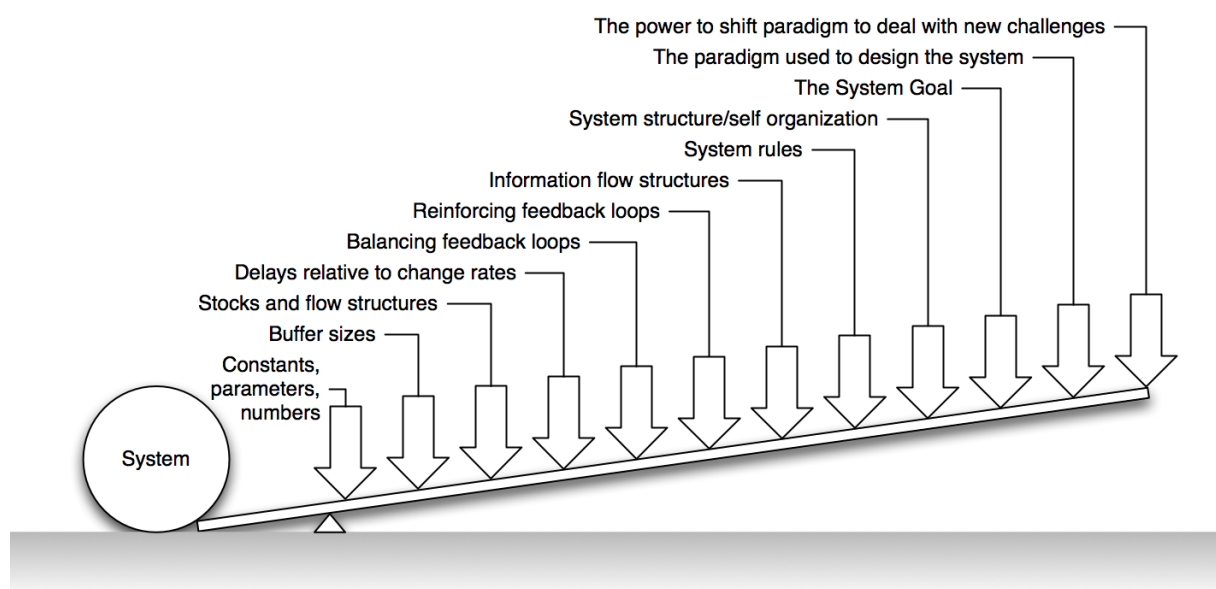 The power to shift paradigm to deal with new challenges
The paradigm used to design the system
The System Goal
System structure/self organization
System rules
Information flow structures
Reinforcing feedback loops
Balancing feedback loops
Delays relative to change rates
Stocks and flow structures
Buffer sizes
Constants,
parameters,
numbers
System